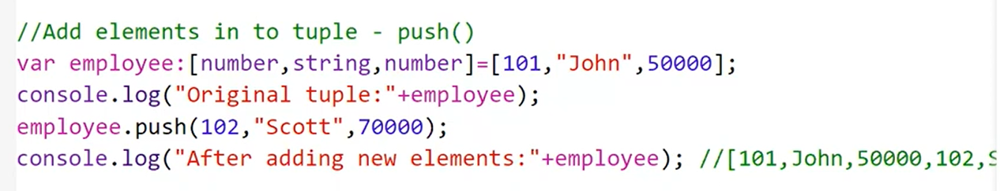 //Add elements in to tuple - push()
var employee:[number,string,number]=[101,"John",50000];
console.log("Original tuple:"+employee);
employee.push(102,"Scott",70000);
console.log("After adding new elements:"+employee); //[101,John,50000,102,